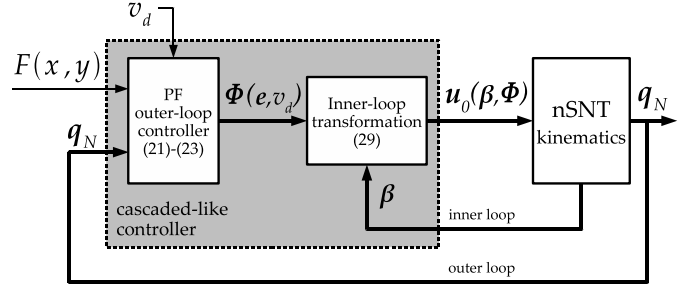 v_d
F(x,y)
q_N
PF
outer-loop
controller
(21)-(23)
Φ(e,v_d)
Inner-loop
transformation
(29)
u_0(β,Φ)
nSNT
kinematics
q_N
β
cascaded-like
controller
inner loop
outer loop